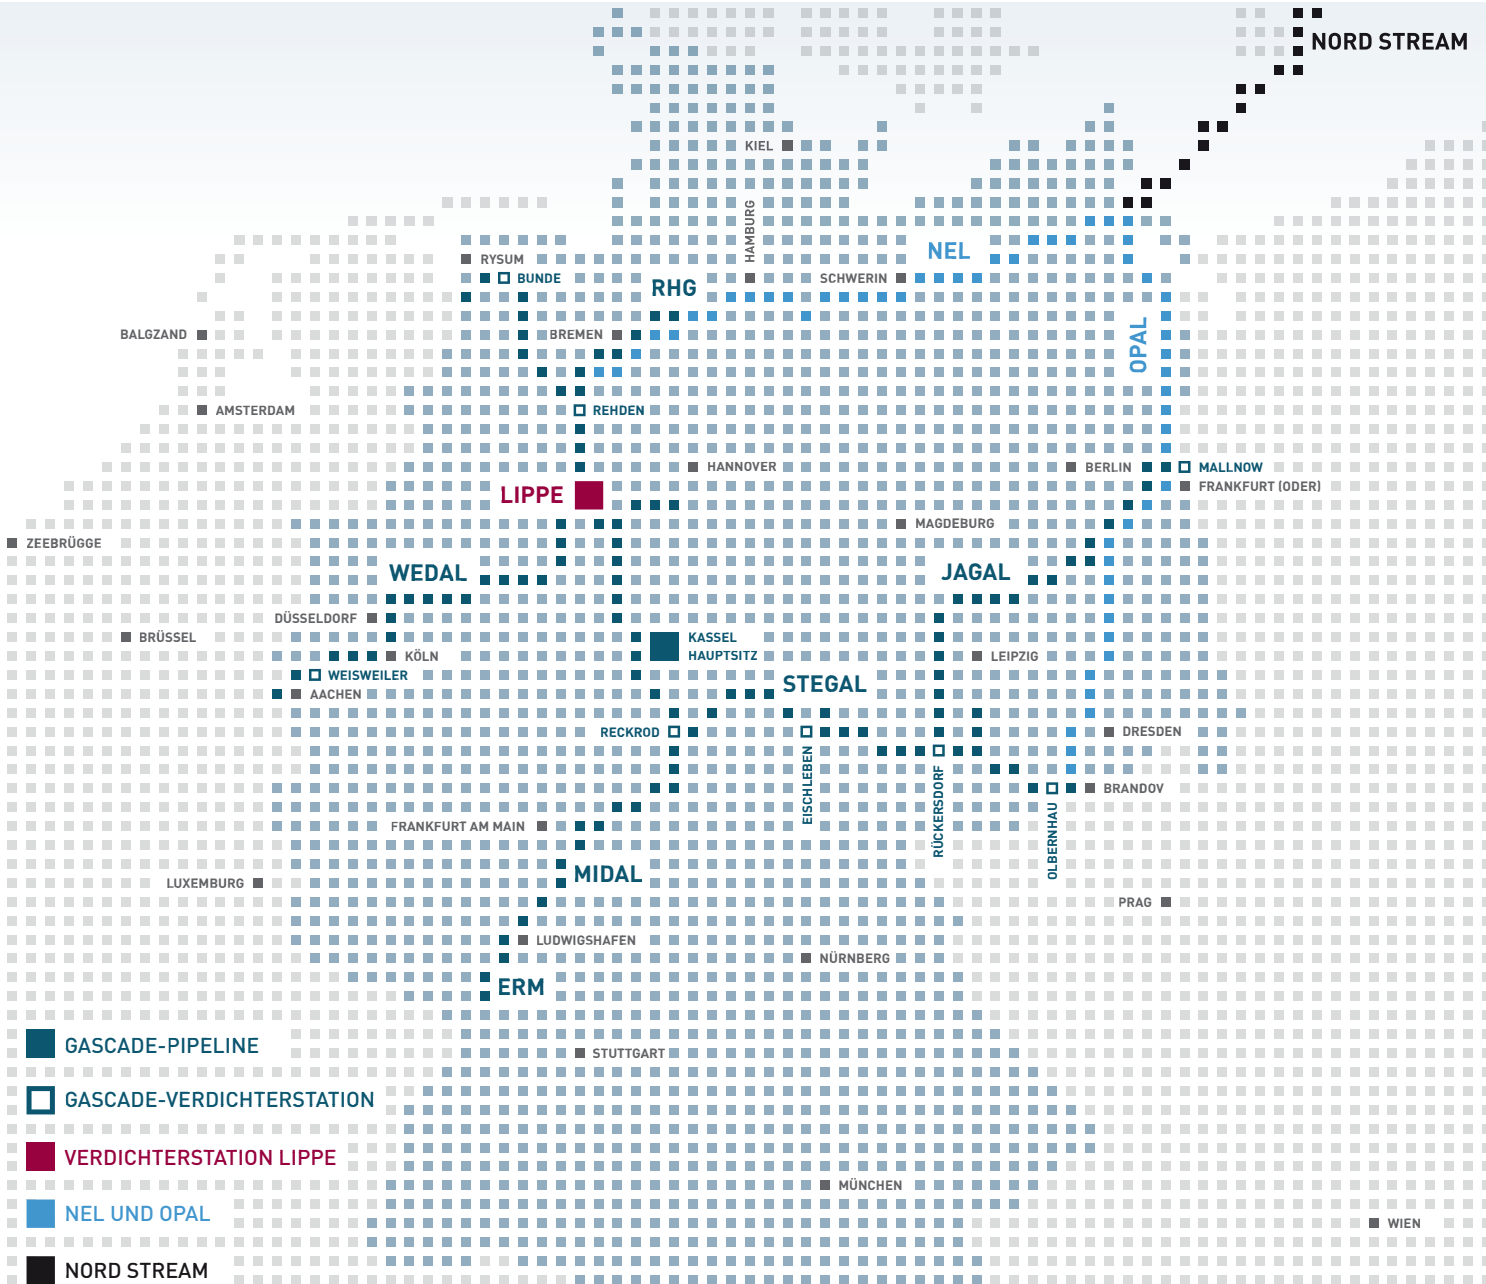 NORD STREAM
KIEL
HAMBURG
NEL
RYSUM
BUNDE
SCHWERIN
RHG
BALGZAND
BREMEN
OPAL
AMSTERDAM
REHDEN
HANNOVER
BERLIN
MALLNOW
FRANKFURT (ODER)
LIPPE
MAGDEBURG
ZEEBRÜGGE
WEDAL
JAGAL
DÜSSELDORF
BRÜSSEL
KASSEL
HAUPTSITZ
KÖLN
LEIPZIG
WEISWEILER
STEGAL
AACHEN
RECKROD
DRESDEN
EISCHLEBEN
RÜCKERSDORF
BRANDOV
OLBERNHAU
FRANKFURT AM MAIN
MIDAL
LUXEMBURG
PRAG
LUDWIGSHAFEN
NÜRNBERG
ERM
GASCADE-PIPELINE
STUTTGART
GASCADE-VERDICHTERSTATION
VERDICHTERSTATION LIPPE
MÜNCHEN
NEL UND OPAL
WIEN
NORD STREAM